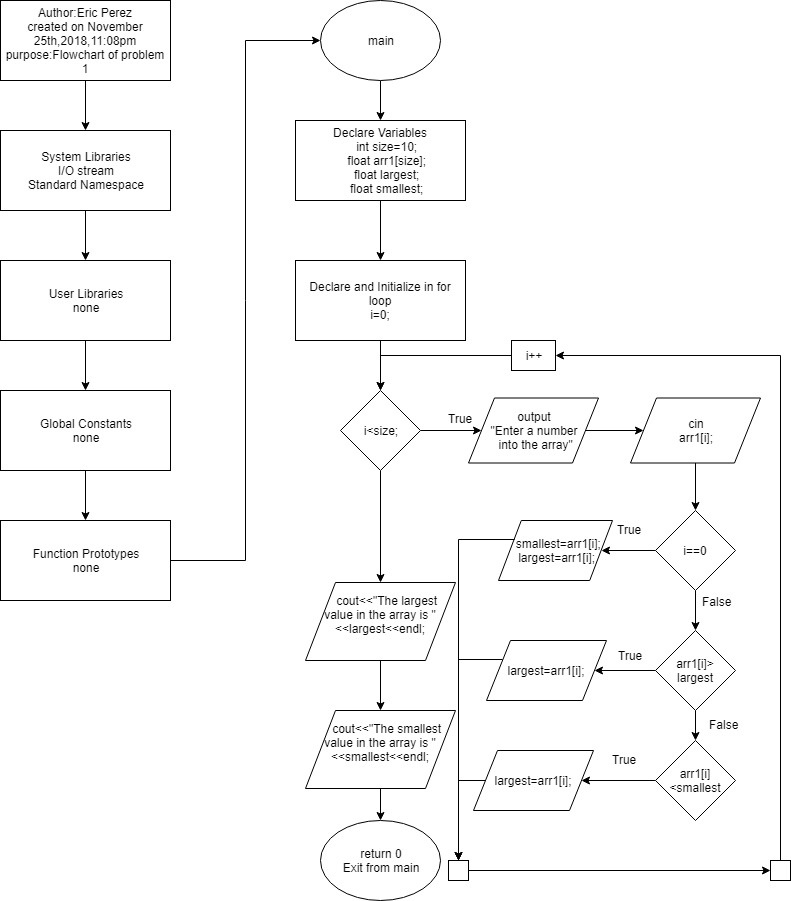 Author:Eric Perez
created on November
25th,2018,11:08pm
purpose:Flowchart of problem
1
System Libraries
I/O stream
Standard Namespace
User Libraries
none
Global Constants
none
Function Prototypes
none
main
Declare Variables
int size=10;
float arr1[size];
float largest;
float smallest;
Declare and Initialize in for
loop
i=0;
i++
i<size;
True
output
"Enter a number
into the array"
cin
arr1[i];
i==0
True
smallest=arr1[i];
largest=arr1[i];
False
arr1[i]>
largest
True
largest=arr1[i];
False
arr1[i]
<smallest
True
largest=arr1[i];
cout<<"The largest
value in the array is "
<<largest<<endl;
cout<<"The smallest
value in the array is "
<<smallest<<endl;
return 0
Exit from main